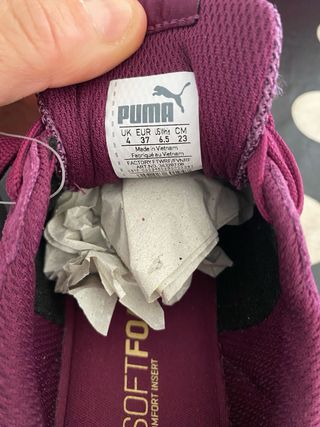 PUMA
UK EUR US CM
4 37 6.5 23
Made in Vietnam
Fabriqué au Vietnam
SOFTFO
COMFORT INSERT